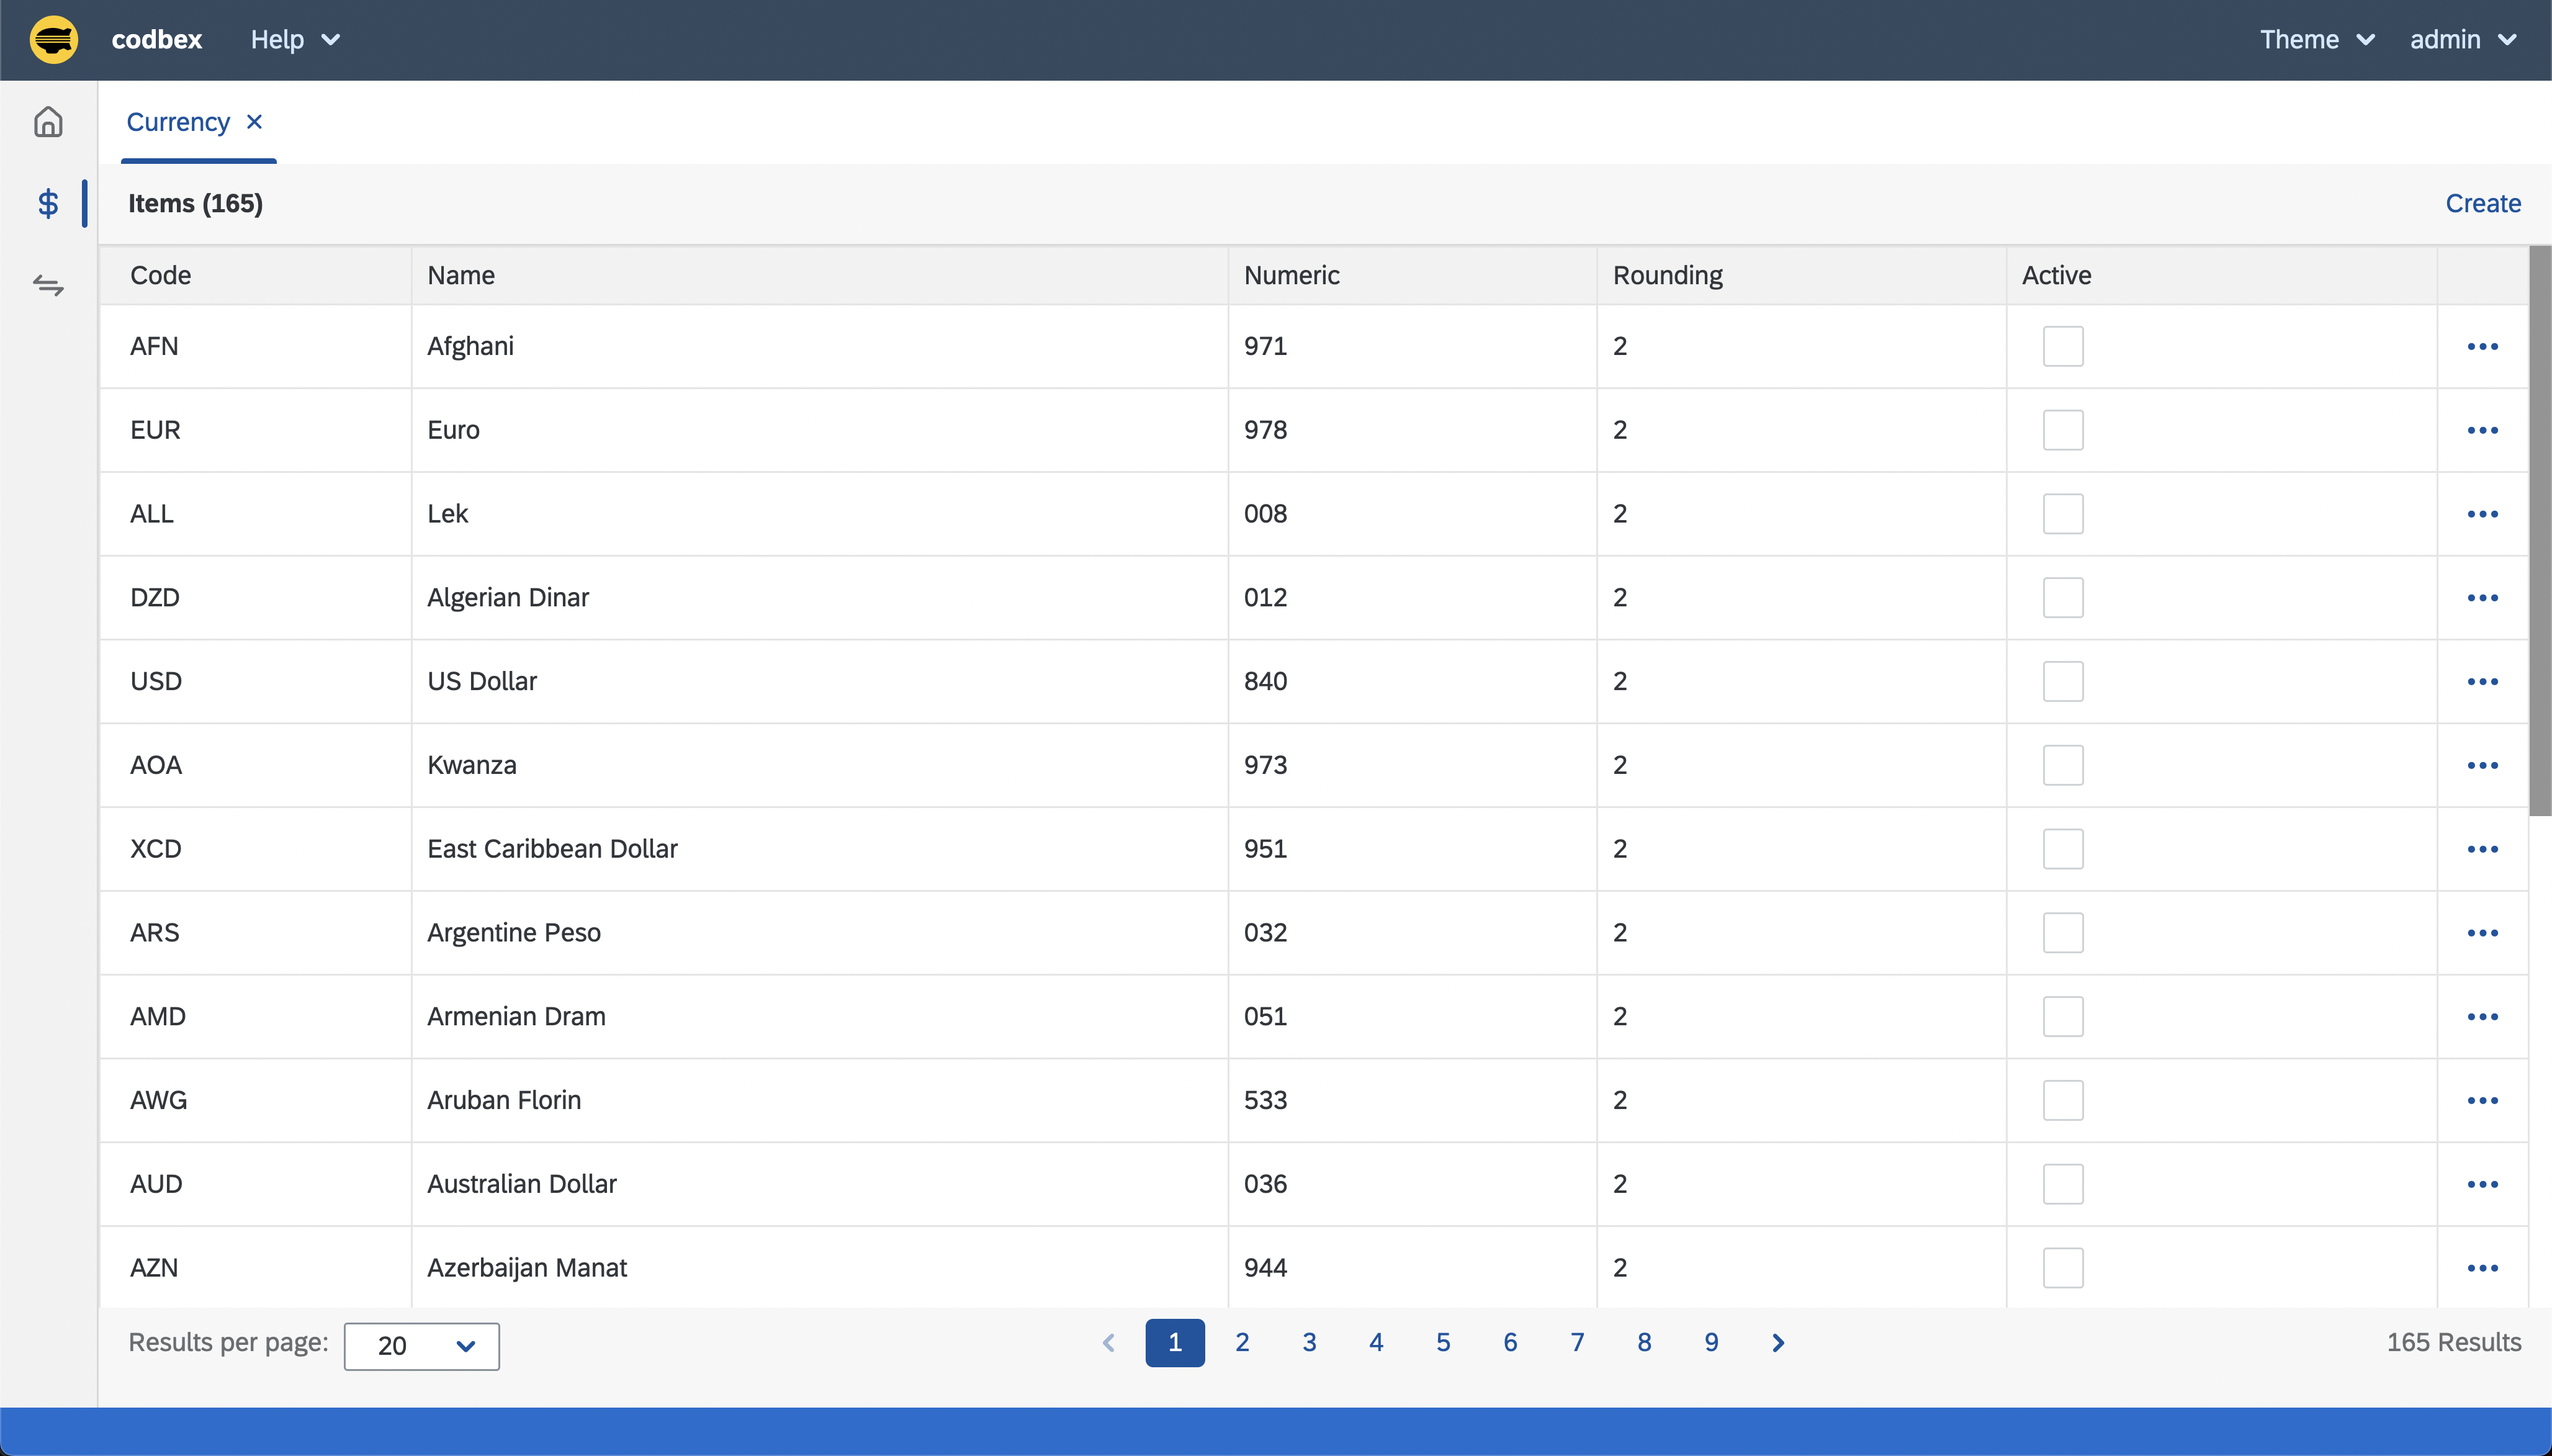 codbex Help Theme admin
Currency
Items (165) Create
Code Name Numeric Rounding Active
AFN Afghani 971 2
EUR Euro 978 2
ALL Lek 008 2
DZD Algerian Dinar 012 2
USD US Dollar 840 2
AOA Kwanza 973 2
XCD East Caribbean Dollar 951 2
ARS Argentine Peso 032 2
AMD Armenian Dram 051 2
AWG Aruban Florin 533 2
AUD Australian Dollar 036 2
AZN Azerbaijan Manat 944 2
Results per page: 20 1 2 3 4 5 6 7 8 9 165 Results